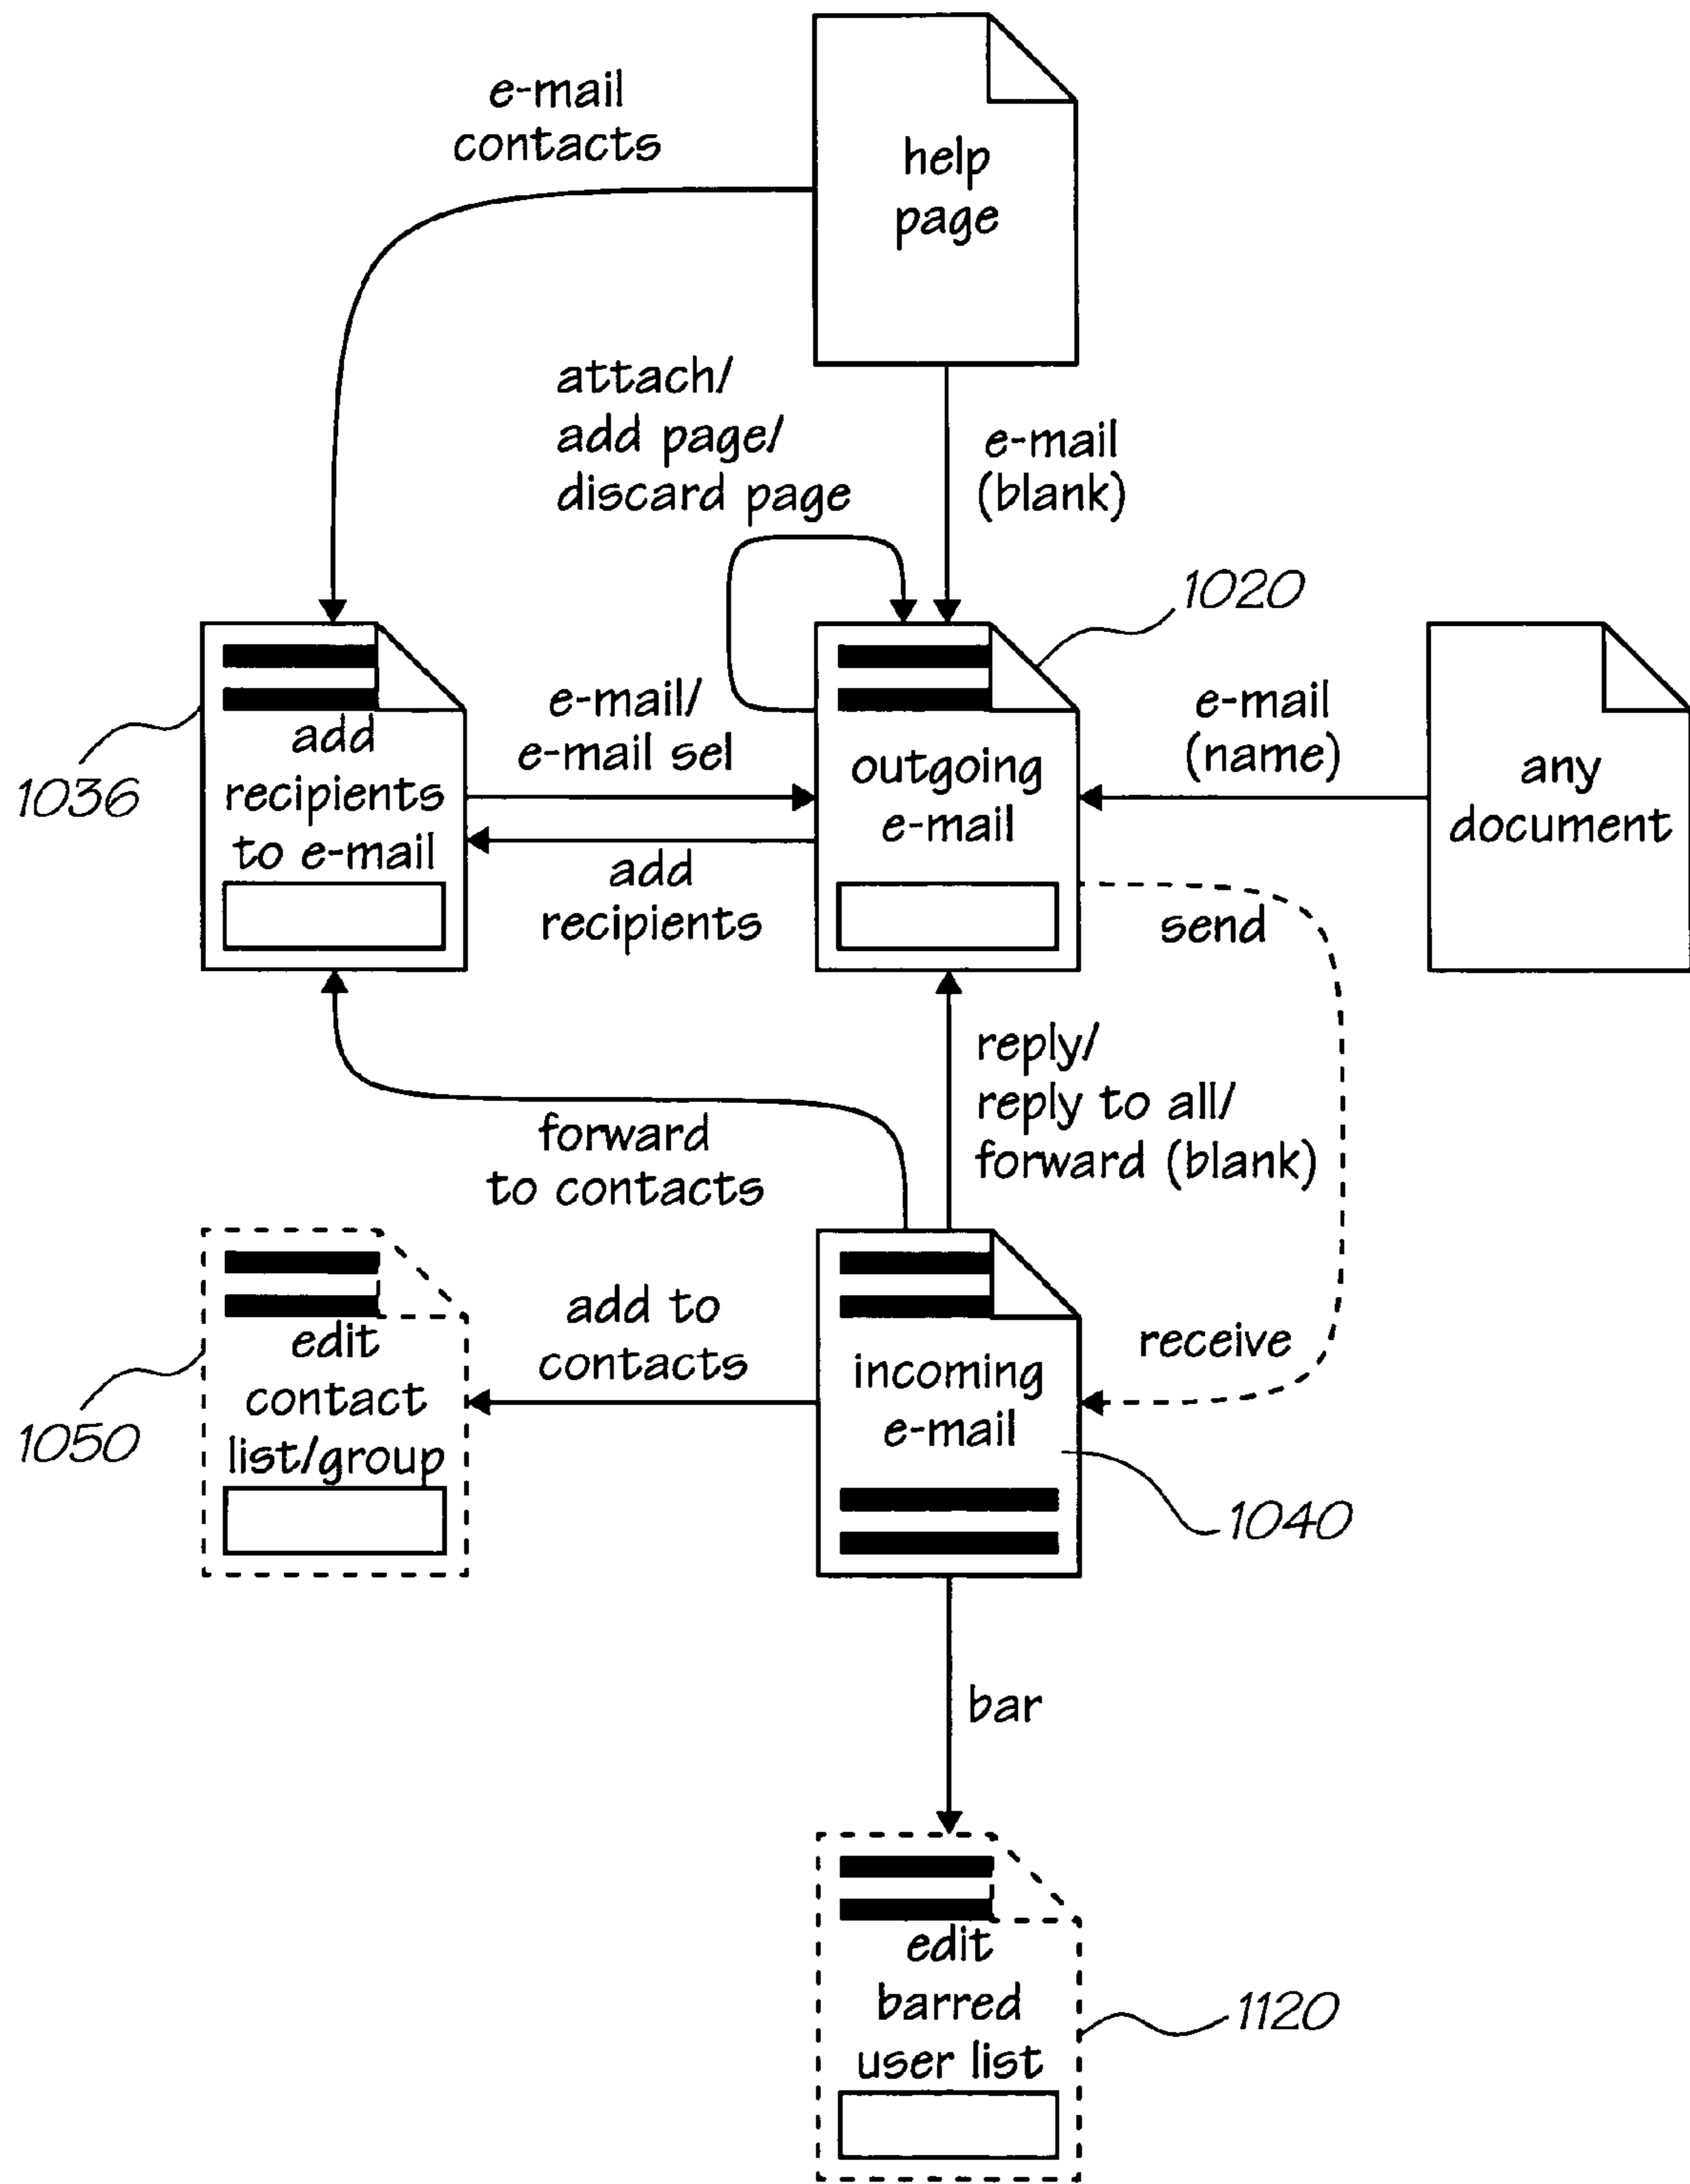 e-mail
contacts
help
page
attach/
add page/
discard page
e-mail
(blank)
1020
1036
add
recipients
to e-mail
e-mail/
e-mail sel
add
recipients
outgoing
e-mail
e-mail
(name)
any
document
send
reply/
reply to all/
forward (blank)
forward
to contacts
1050
edit
contact
list/group
add to
contacts
incoming
e-mail
receive
1040
bar
edit
barred
user list
1120